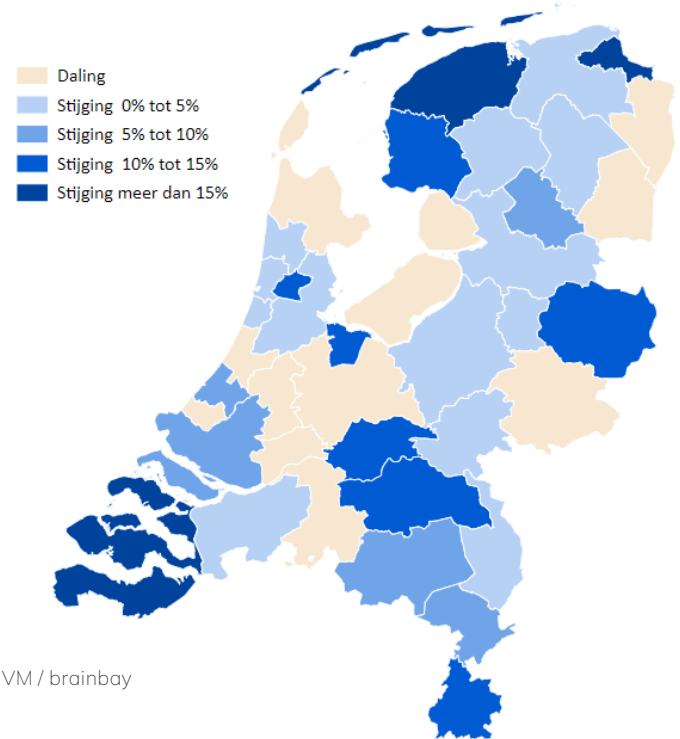 Daling
Stijging 0% tot 5%
Stijging 5% tot 10%
Stijging 10% tot 15%
Stijging meer dan 15%
VM / brainbay